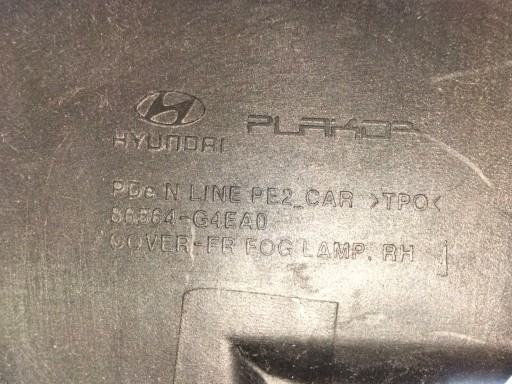 HYUNDAI PLAKOR
PDe N LINE PE2_CAR >TPO<
86564-G4EA0
COVER-FR FOG LAMP, RH